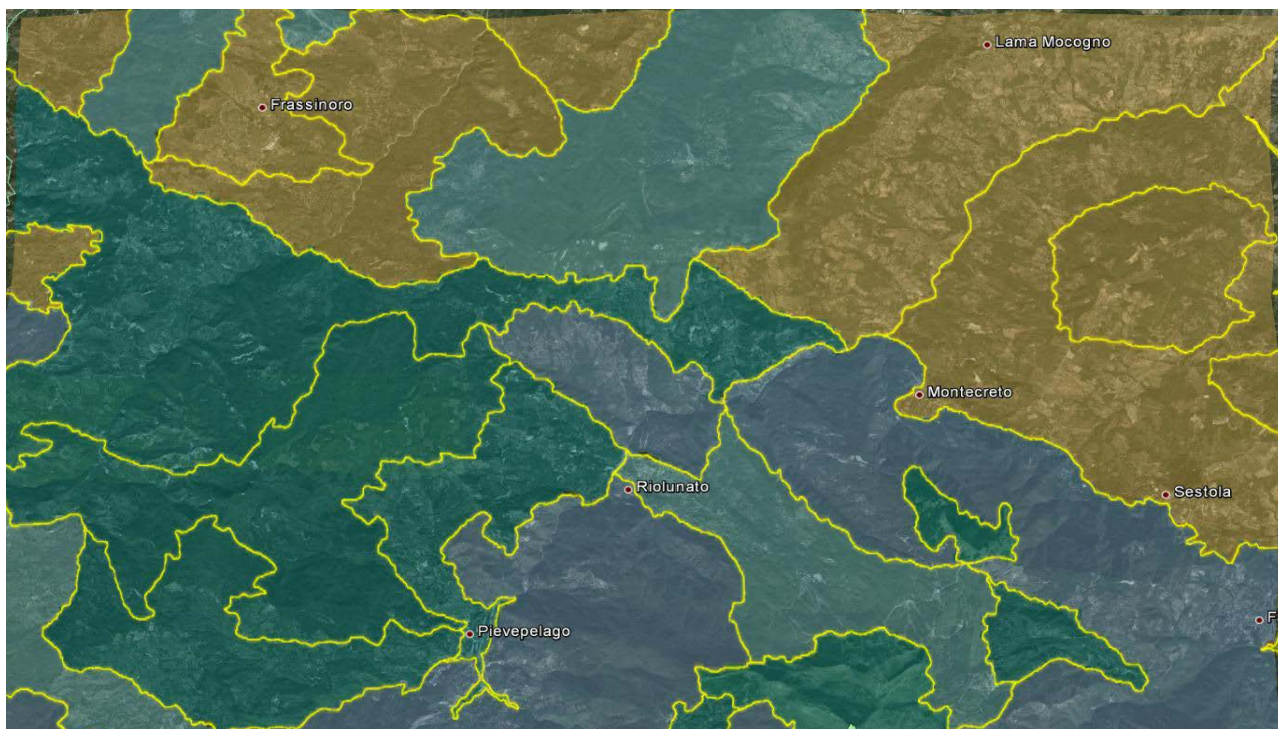 Lama Mocogno
Frassinoro
Montecreto
Riolunato
Sestola
Pievepelago
F